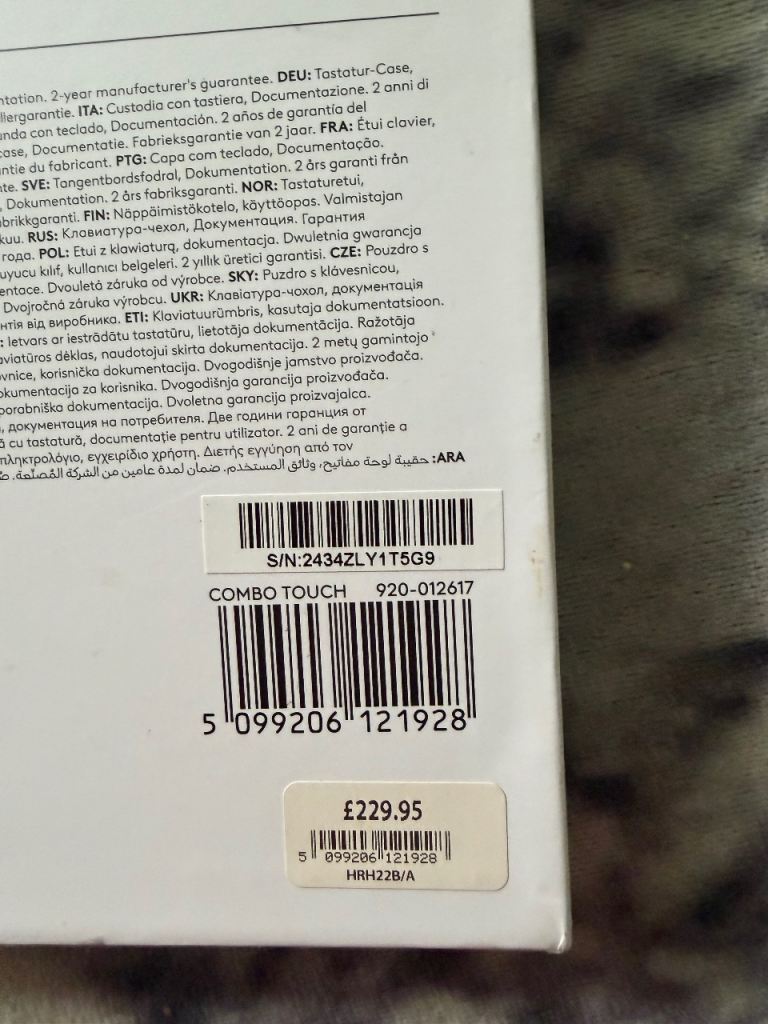 ntation. 2-year manufacturer's guarantee. DEU: Tastatur-Case,
llergarantie. ITA: Custodia con tastiera, Documentazione. 2 anni di
unda con teclado, Documentación. 2 años de garantía del
case, Documentatie. Fabrieksgarantie van 2 jaar. FRA: Étui clavier,
ntie du fabricant. PTG: Capa com teclado, Documentação.
nte. SVE: Tangentbordsfodral, Dokumentation. 2 års garanti från
, Dokumentation. 2 års fabriksgaranti. NOR: Tastaturetui,
abrikkgaranti. FIN: Näppäimistökotelo, käyttöopas. Valmistajan
kuu. RUS: Клавиатура-чехол, Документация. Гарантия
года. POL: Etui z klawiaturą, dokumentacja. Dwuletnia gwarancja
uyucu kılıf, kullanıcı belgeleri. 2 yıllık üretici garantisi. CZE: Pouzdro s
entace. Dvouletá záruka od výrobce. SKY: Puzdro s klávesnicou,
Dvojročná záruka výrobcu. UKR: Клавіатура-чохол, документація
нтія від виробника. ETI: Klaviatuurümbris, kasutaja dokumentatsioon.
: Ietvars ar iestrādātu tastatūru, lietotāja dokumentācija. Ražotāja
aviatūros dėklas, naudotojui skirta dokumentacija. 2 metų gamintojo
ovnice, korisnička dokumentacija. Dvogodišnje jamstvo proizvođača.
okumentacija za korisnika. Dvogodišnja garancija proizvođača.
porabniška dokumentacija. Dvoletna garancija proizvajalca.
, документация на потребителя. Две години гаранция от
ă cu tastatură, documentație pentru utilizator. 2 ani de garanție a
πληκτρολόγιο, εγχειρίδιο χρήστη. Διετής εγγύηση από τον
ARA: حقيبة لوحة مفاتيح، وثائق المستخدم. ضمان لمدة عامين من الشركة المُصنّعة.
S/N:2434ZLY1T5G9
COMBO TOUCH 920-012617
5 099206 121928
£229.95
5 099206 121928
HRH22B/A